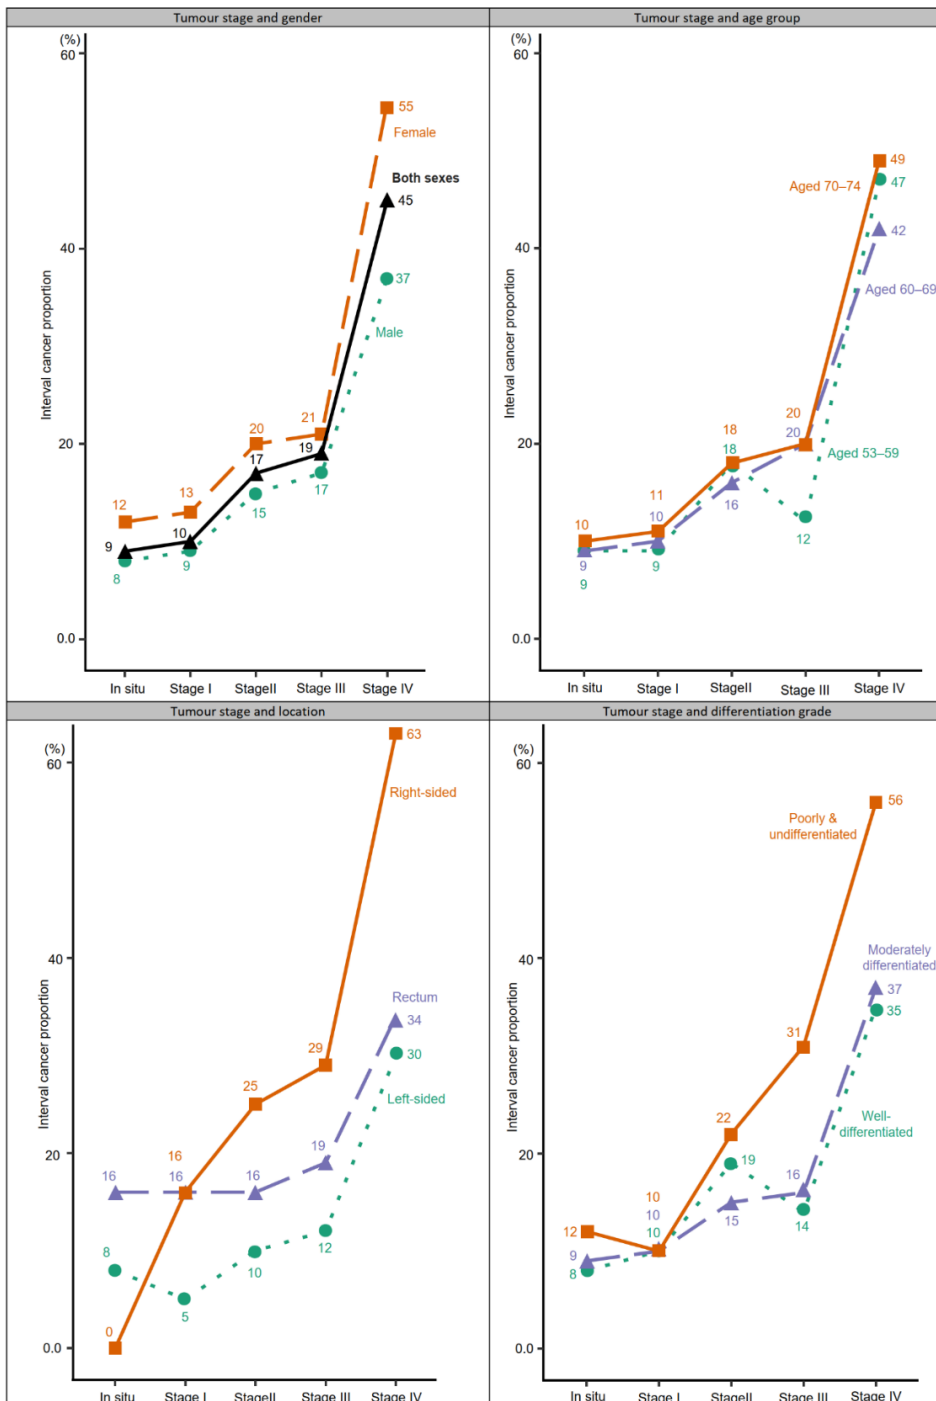 Tumour stage and gender
(%)
60
55
Female
Both sexes
45
40
37
Male
Interval cancer proportion
20
21
20
17
19
12
13
17
15
10
9
9
8
0.0
In situ
Stage I
StageII
Stage III
Stage IV
Tumour stage and age group
(%)
60
49
Aged 70–74
47
42
40
Aged 60–69
Interval cancer proportion
20
18
20
20
18
Aged 53–59
11
16
10
10
12
9
9
9
0.0
In situ
Stage I
StageII
Stage III
Stage IV
Tumour stage and location
(%)
63
60
Right-sided
40
Rectum
34
Interval cancer proportion
29
30
25
Left-sided
20
19
16
16
16
16
12
8
10
5
0
0.0
In situ
Stage I
StageII
Stage III
Stage IV
Tumour stage and differentiation grade
(%)
60
56
Poorly &
undifferentiated
40
Moderately
differentiated
37
35
Interval cancer proportion
31
22
Well-
differentiated
20
19
16
10
10
10
15
14
12
9
8
0.0
In situ
Stage I
StageII
Stage III
Stage IV